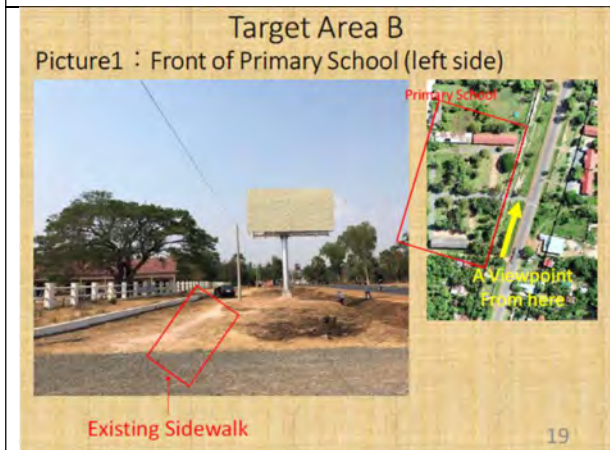 Target Area B
Picture1：Front of Primary School (left side)
Primary School
A Viewpoint
From here
Existing Sidewalk
19